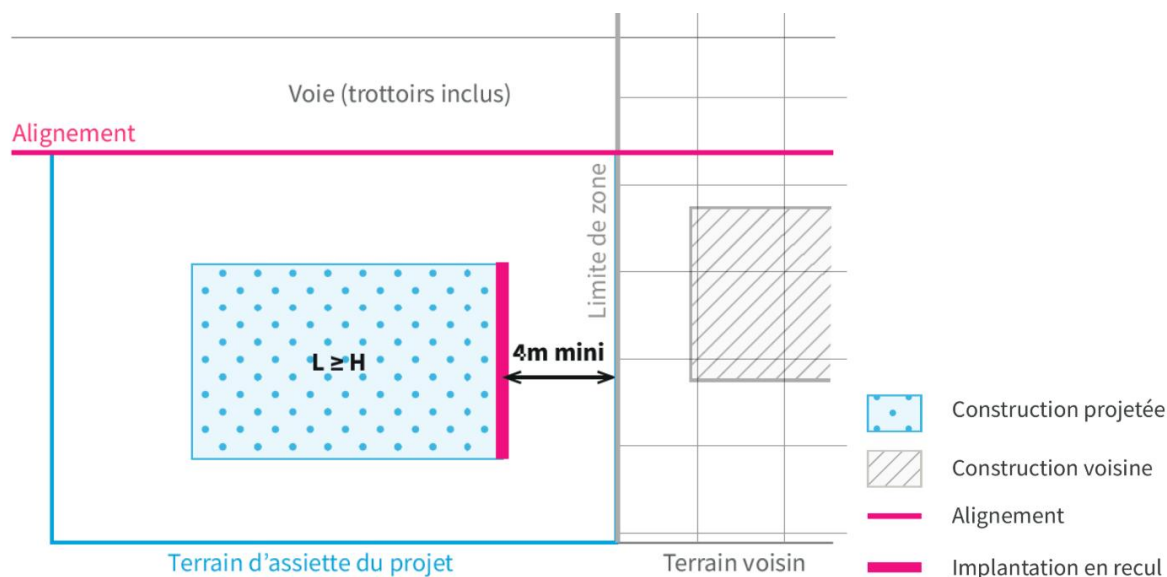 Voie (trottoirs inclus)
Alignement
Limite de zone
4m mini
L ≥ H
Construction projetée
Construction voisine
Alignement
Implantation en recul
Terrain d’assiette du projet
Terrain voisin